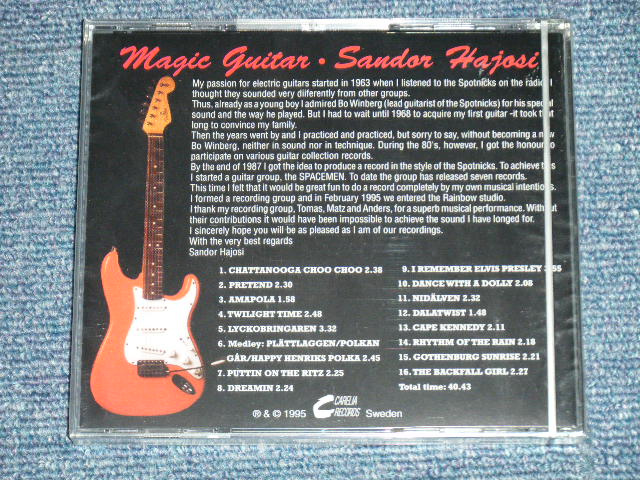 Magic Guitar • Sandor Hajosi
My passion for electric guitars started in 1963 when I listened to the Spotnicks on the radio. I
thought they sounded very differently from other groups.
Thus, already as a young boy I admired Bo Winberg (lead guitarist of the Spotnicks) for his special
sound and the way he played. But I had to wait until 1968 to acquire my first guitar -it took that
long to convince my family.
Then the years went by and I practiced and practiced, but sorry to say, without becoming a new
Bo Winberg, neither in sound nor in technique. During the 80's, however, I got the honour to
participate on various guitar collection records.
By the end of 1987 I got the idea to produce a record in the style of the Spotnicks. To achieve this
I started a guitar group, the SPACEMEN. To date the group has released seven records.
This time I felt that it would be great fun to do a record completely by my own musical intentions.
I formed a recording group and in February 1995 we entered the Rainbow studio.
I thank my recording group, Tomas, Matz and Anders, for a superb musical performance. Without
their contributions it would have been impossible to achieve the sound I have longed for.
I sincerely hope you will be as pleased as I am of our recordings.
With the very best regards
Sandor Hajosi
1. CHATTANOOGA CHOO CHOO 2.38
2. PRETEND 2.30
3. AMAPOLA 1.58
4. TWILIGHT TIME 2.48
5. LYCKOBRINGAREN 3.32
6. Medley: PLÄTTLAGGEN/POLKAN
GÅR/HAPPY HENRIKS POLKA 2.45
7. PUTTIN ON THE RITZ 2.25
8. DREAMIN 2.24
9. I REMEMBER ELVIS PRESLEY 3.55
10. DANCE WITH A DOLLY 2.08
11. NIDÄLVEN 2.32
12. DALATWIST 1.48
13. CAPE KENNEDY 2.11
14. RHYTHM OF THE RAIN 2.18
15. GOTHENBURG SUNRISE 2.21
16. THE BACKFALL GIRL 2.27
Total time: 40.43
℗ & © 1995 CARELIA RECORDS Sweden